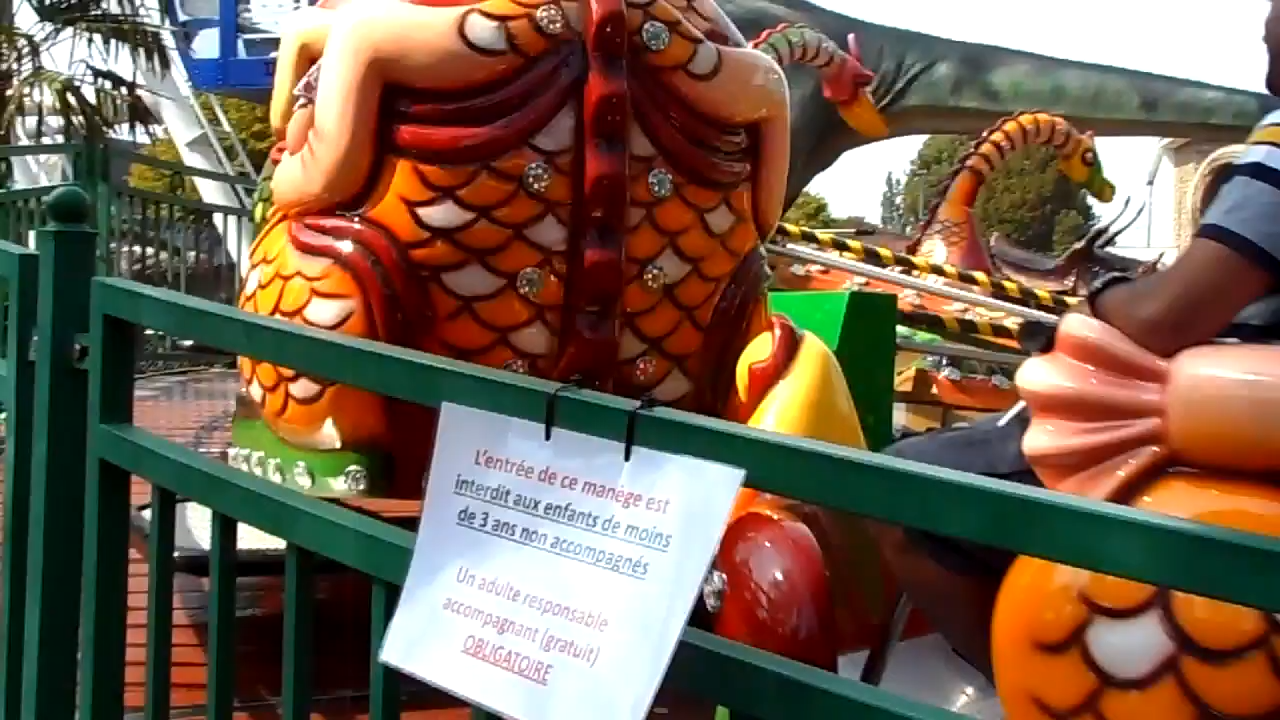 L'entrée de ce manège est
interdit aux enfants de moins
de 3 ans non accompagnés
Un adulte responsable
accompagnant (gratuit)
OBLIGATOIRE